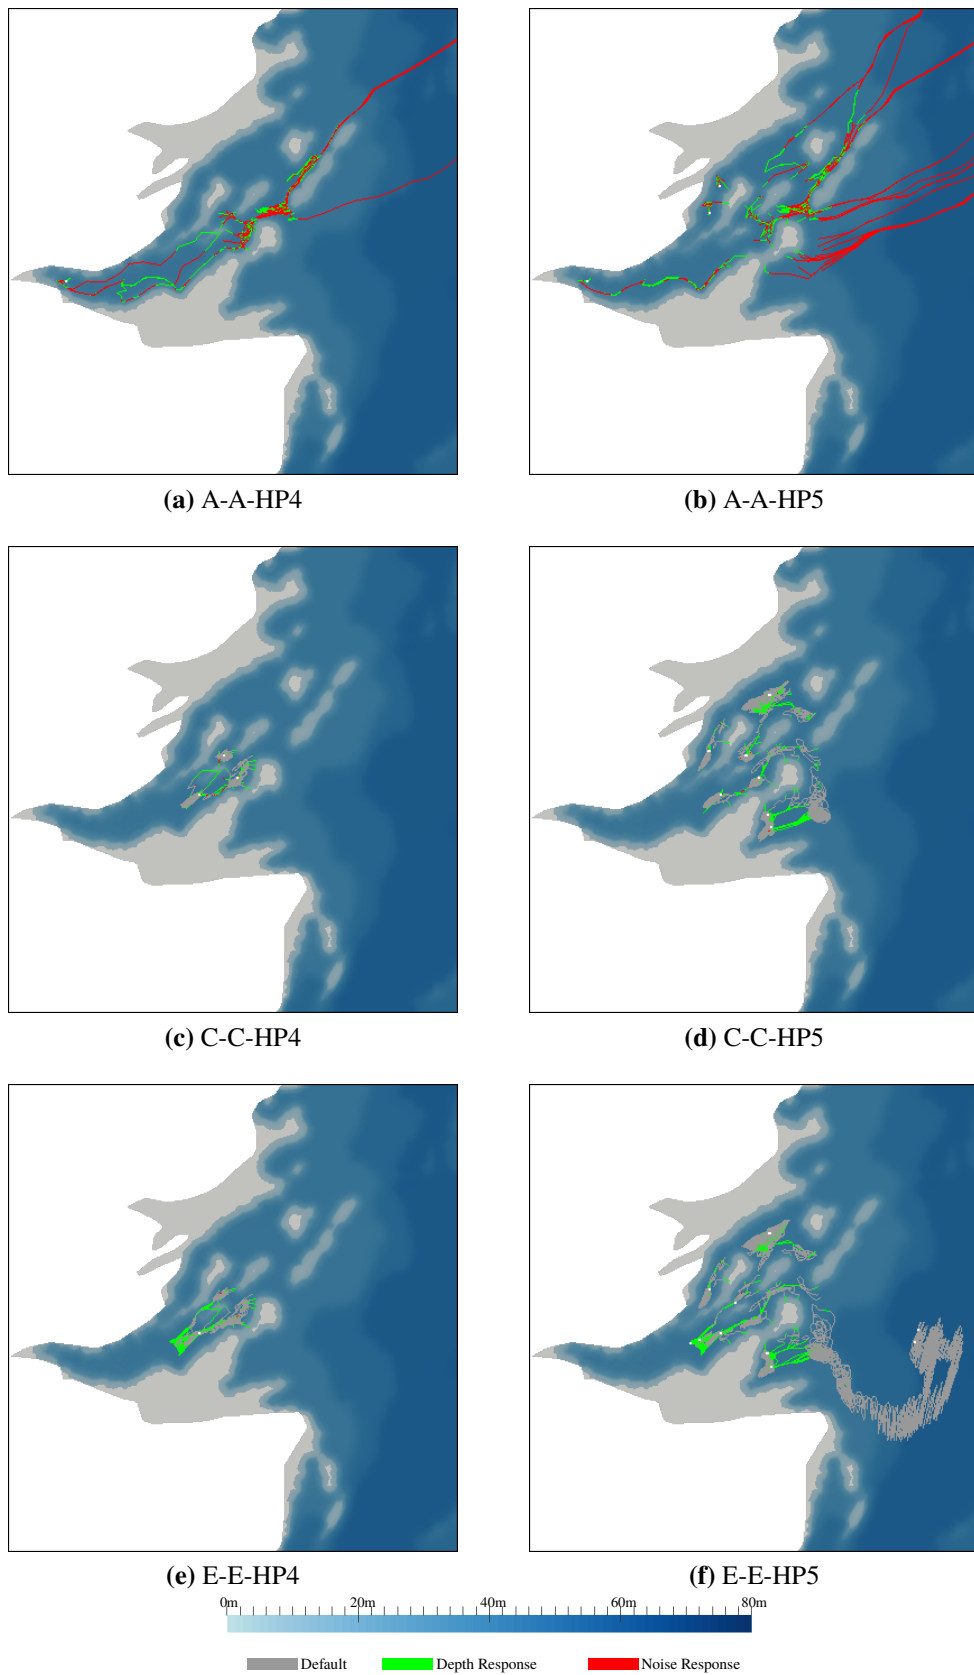 (a) A-A-HP4
(b) A-A-HP5
(c) C-C-HP4
(d) C-C-HP5
(e) E-E-HP4
(f) E-E-HP5
0m 20m 40m 60m 80m
Default Depth Response Noise Response